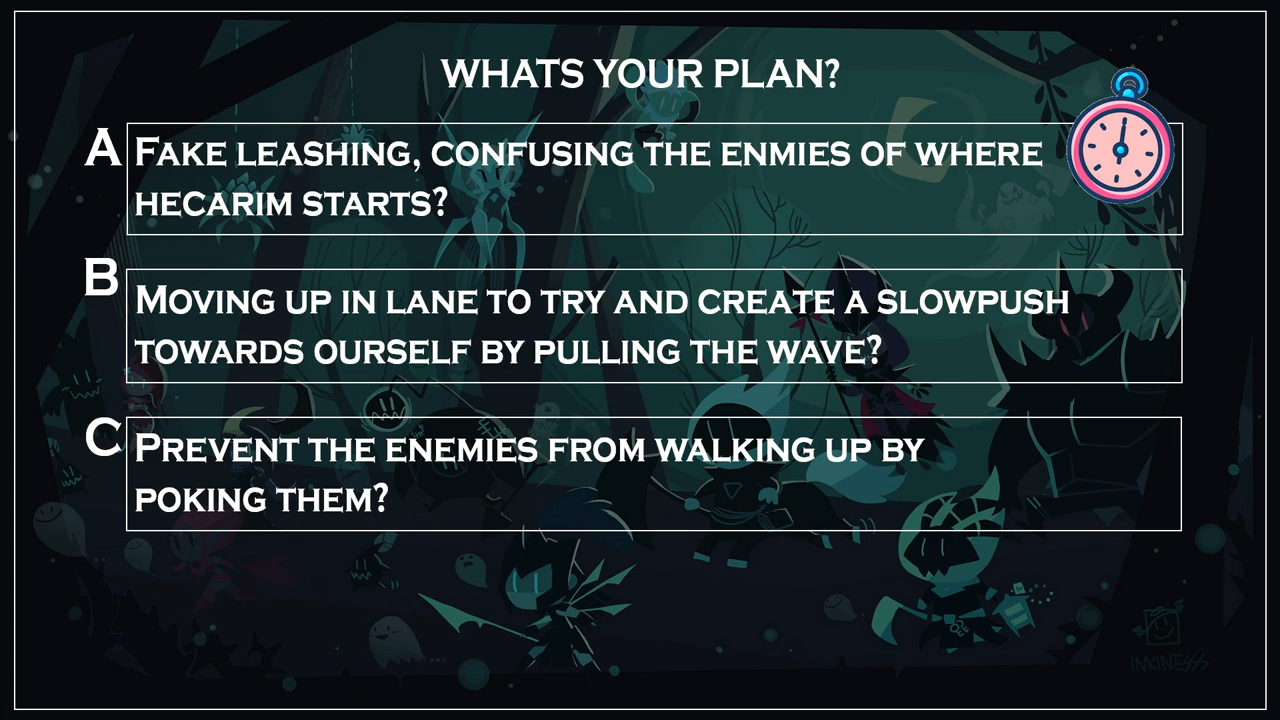 WHATS YOUR PLAN?
A
FAKE LEASHING, CONFUSING THE ENMIES OF WHERE
HECARIM STARTS?
B
MOVING UP IN LANE TO TRY AND CREATE A SLOWPUSH
TOWARDS OURSELF BY PULLING THE WAVE?
C
PREVENT THE ENEMIES FROM WALKING UP BY
POKING THEM?
INKINESSS